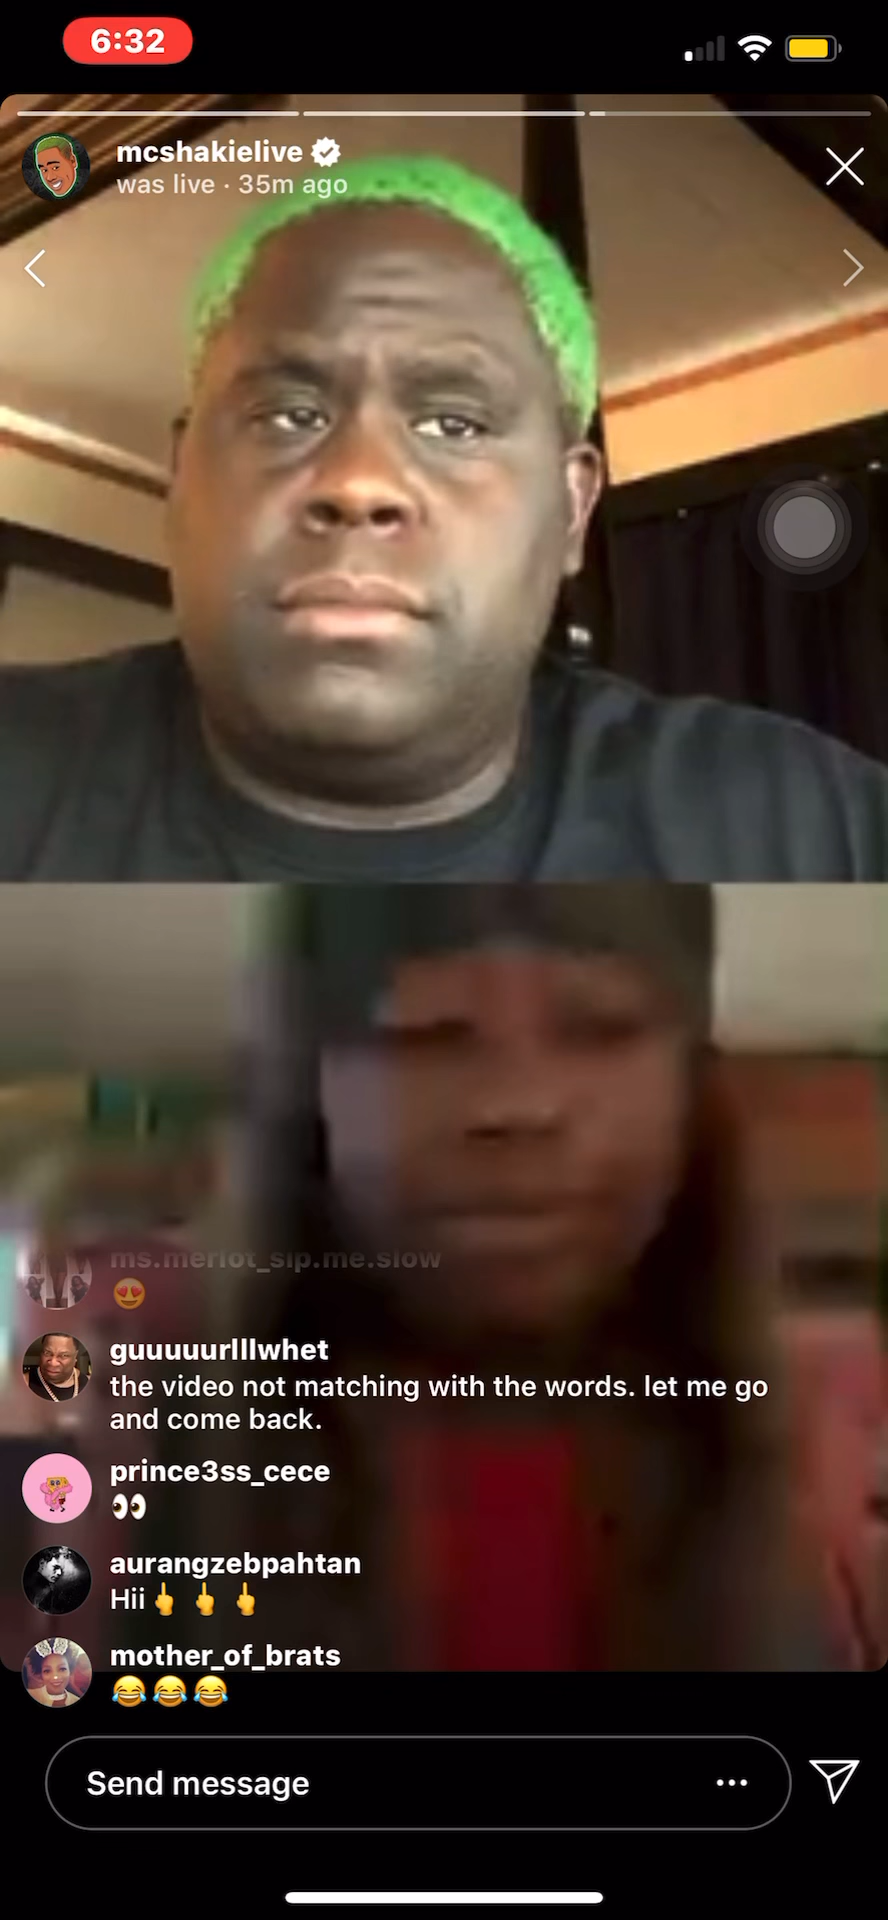 6:32
mcshakielive
was live · 35m ago
ms.merlot_sip.me.slow
😍
guuuuurlllwhet
the video not matching with the words. let me go
and come back.
prince3ss_cece
👀
aurangzebpahtan
Hii🖕🖕🖕
mother_of_brats
😂😂😂
Send message